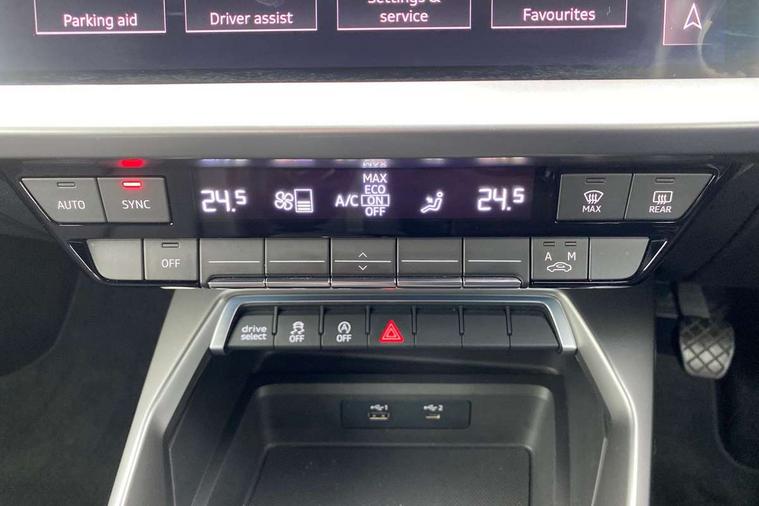 Parking aid
Driver assist
Settings &
service
Favourites
AUTO
SYNC
24.5
A/C
MAX
ECO
ON
OFF
24.5
MAX
REAR
OFF
A M
drive
select
OFF
OFF
1
2